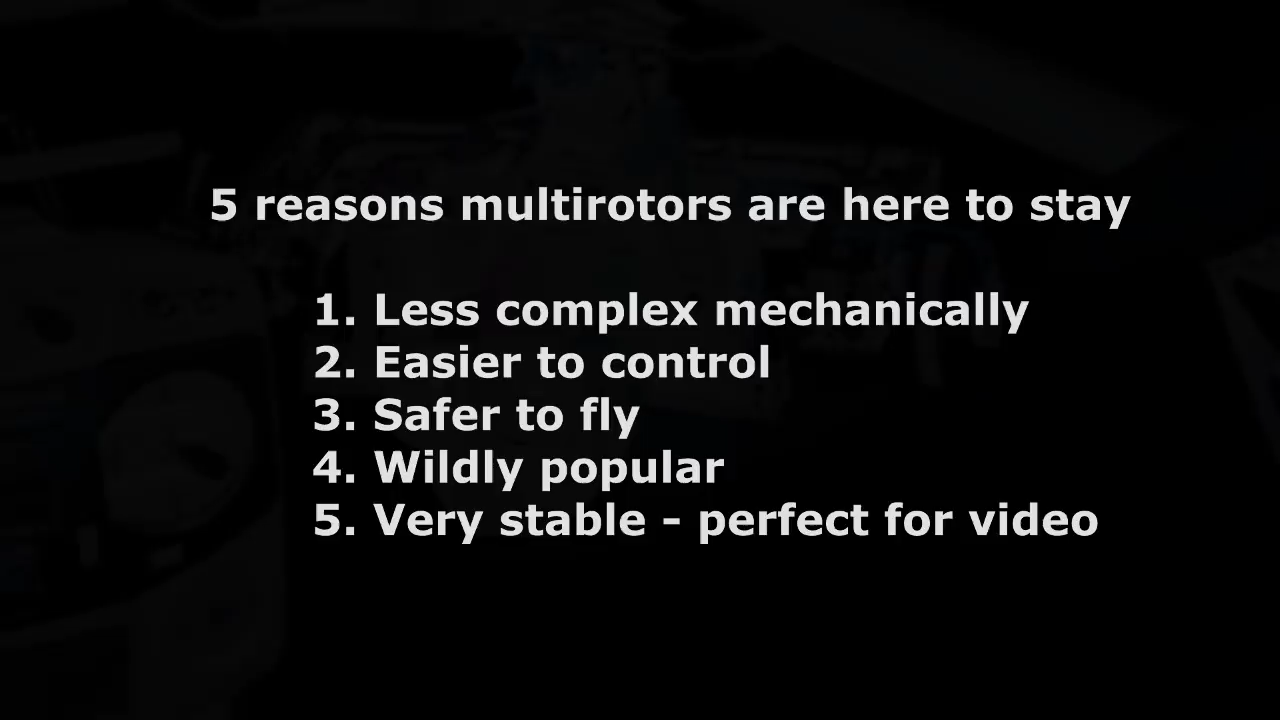 5 reasons multirotors are here to stay
1. Less complex mechanically
2. Easier to control
3. Safer to fly
4. Wildly popular
5. Very stable - perfect for video